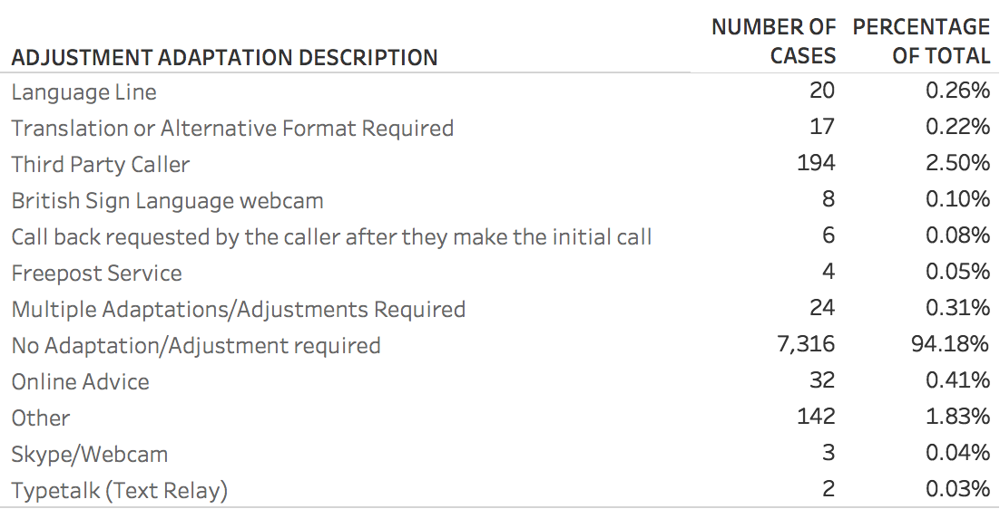 ADJUSTMENT ADAPTATION DESCRIPTION NUMBER OF CASES PERCENTAGE OF TOTAL
Language Line 20 0.26%
Translation or Alternative Format Required 17 0.22%
Third Party Caller 194 2.50%
British Sign Language webcam 8 0.10%
Call back requested by the caller after they make the initial call 6 0.08%
Freepost Service 4 0.05%
Multiple Adaptations/Adjustments Required 24 0.31%
No Adaptation/Adjustment required 7,316 94.18%
Online Advice 32 0.41%
Other 142 1.83%
Skype/Webcam 3 0.04%
Typetalk (Text Relay) 2 0.03%